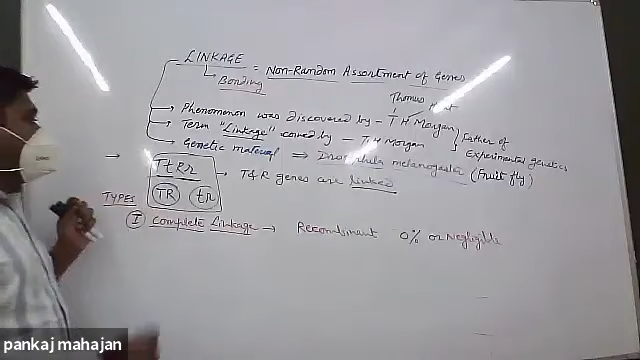 LINKAGE = Non-Random Assortment of Genes
Bonding
Thomas Hunt
Phenomenon was discovered by - T H Morgan
Term "Linkage" coined by - T.H Morgan
Father of Experimental genetics
Genetic material => Drosophila melanogaster (Fruit fly)
TtRr
TR tr
T & R genes are linked
TYPES
I Complete Linkage → Recombinant 0% or Negligible
pankaj mahajan